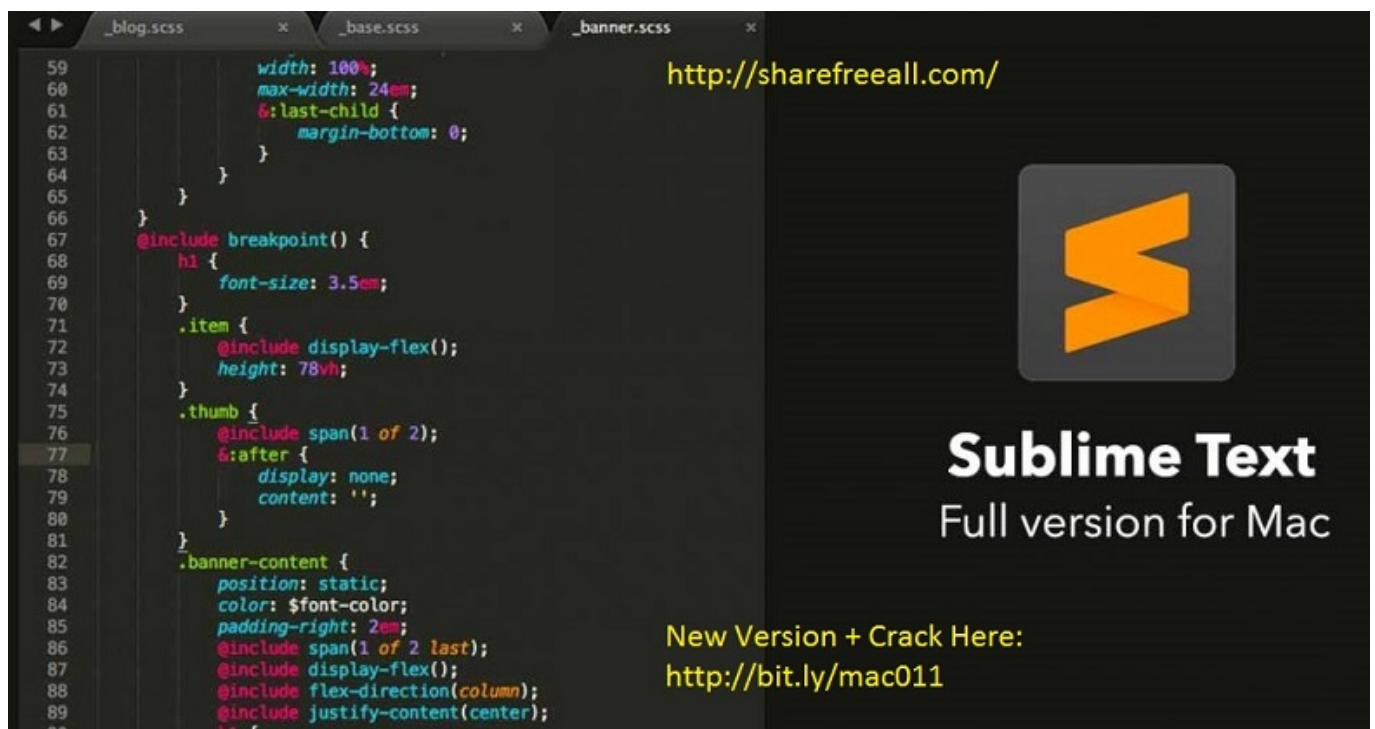 _blog.scss × _base.scss × _banner.scss ×
59 width: 100%;
60 max-width: 24em;
61 &:last-child {
62 margin-bottom: 0;
63 }
64 }
65 }
66 }
67 @include breakpoint() {
68 h1 {
69 font-size: 3.5em;
70 }
71 .item {
72 @include display-flex();
73 height: 78vh;
74 }
75 .thumb {
76 @include span(1 of 2);
77 &:after {
78 display: none;
79 content: '';
80 }
81 }
82 .banner-content {
83 position: static;
84 color: $font-color;
85 padding-right: 2em;
86 @include span(1 of 2 last);
87 @include display-flex();
88 @include flex-direction(column);
89 @include justify-content(center);
http://sharefreeall.com/
Sublime Text
Full version for Mac
New Version + Crack Here:
http://bit.ly/mac011